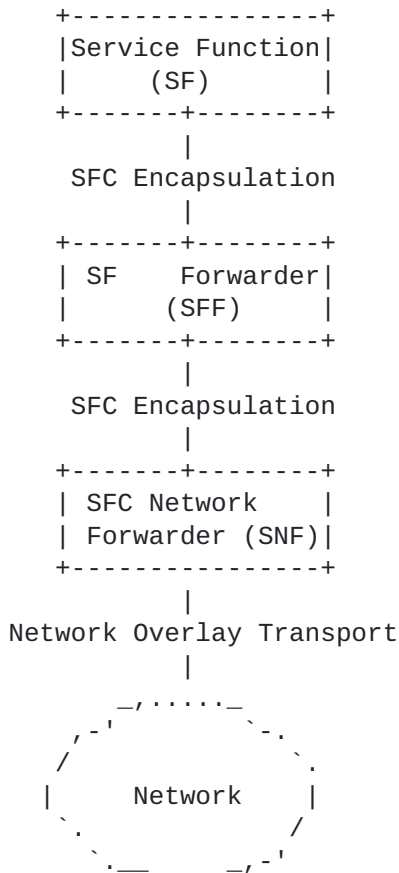 Service Function
(SF)
SFC Encapsulation
SF Forwarder
(SFF)
SFC Encapsulation
SFC Network
Forwarder (SNF)
Network Overlay Transport
Network